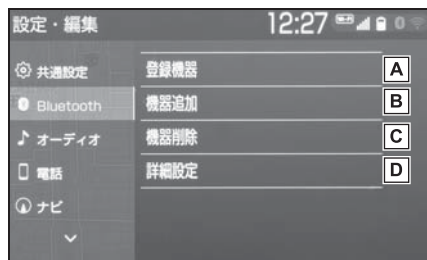 設定・編集
12:27
共通設定
Bluetooth
オーディオ
電話
ナビ
登録機器
A
機器追加
B
機器削除
C
詳細設定
D